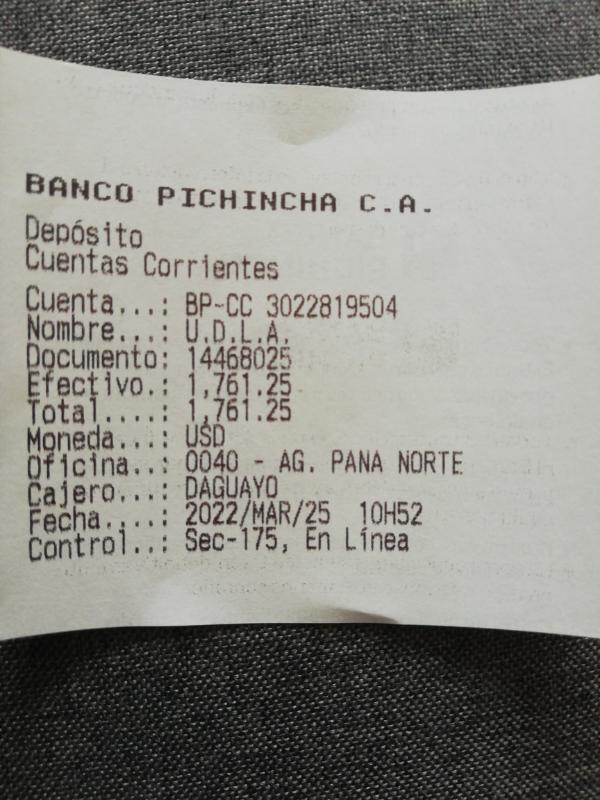 BANCO PICHINCHA C.A.
Depósito
Cuentas Corrientes
Cuenta...: BP-CC 3022819504
Nombre...: U.D.L.A.
Documento: 14468025
Efectivo.: 1,761.25
Total....: 1,761.25
Moneda...: USD
Oficina..: 0040 - AG. PANA NORTE
Cajero...: DAGUAYO
Fecha....: 2022/MAR/25 10H52
Control..: Sec-175, En Línea